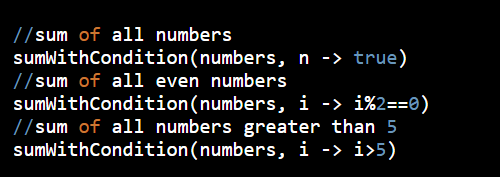 //sum of all numbers
sumWithCondition(numbers, n -> true)
//sum of all even numbers
sumWithCondition(numbers, i -> i%2==0)
//sum of all numbers greater than 5
sumWithCondition(numbers, i -> i>5)